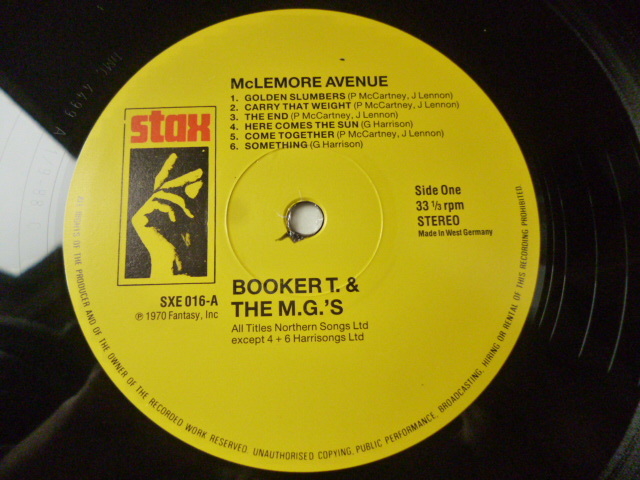 McLEMORE AVENUE
1. GOLDEN SLUMBERS (P McCartney, J Lennon)
2. CARRY THAT WEIGHT (P McCartney, J Lennon)
3. THE END (P McCartney, J Lennon)
4. HERE COMES THE SUN (G Harrison)
5. COME TOGETHER (P McCartney, J Lennon)
6. SOMETHING (G Harrison)
stax
Side One
33 1/3 rpm
STEREO
Made in West Germany
SXE 016-A
℗ 1970 Fantasy, Inc
BOOKER T. &
THE M.G.'S
All Titles Northern Songs Ltd
except 4 + 6 Harrisongs Ltd
ALL RIGHTS OF THE PRODUCER AND OF THE OWNER OF THE RECORDED WORK RESERVED. UNAUTHORISED COPYING, PUBLIC PERFORMANCE, BROADCASTING, HIRING OR RENTAL OF THIS RECORDING PROHIBITED.